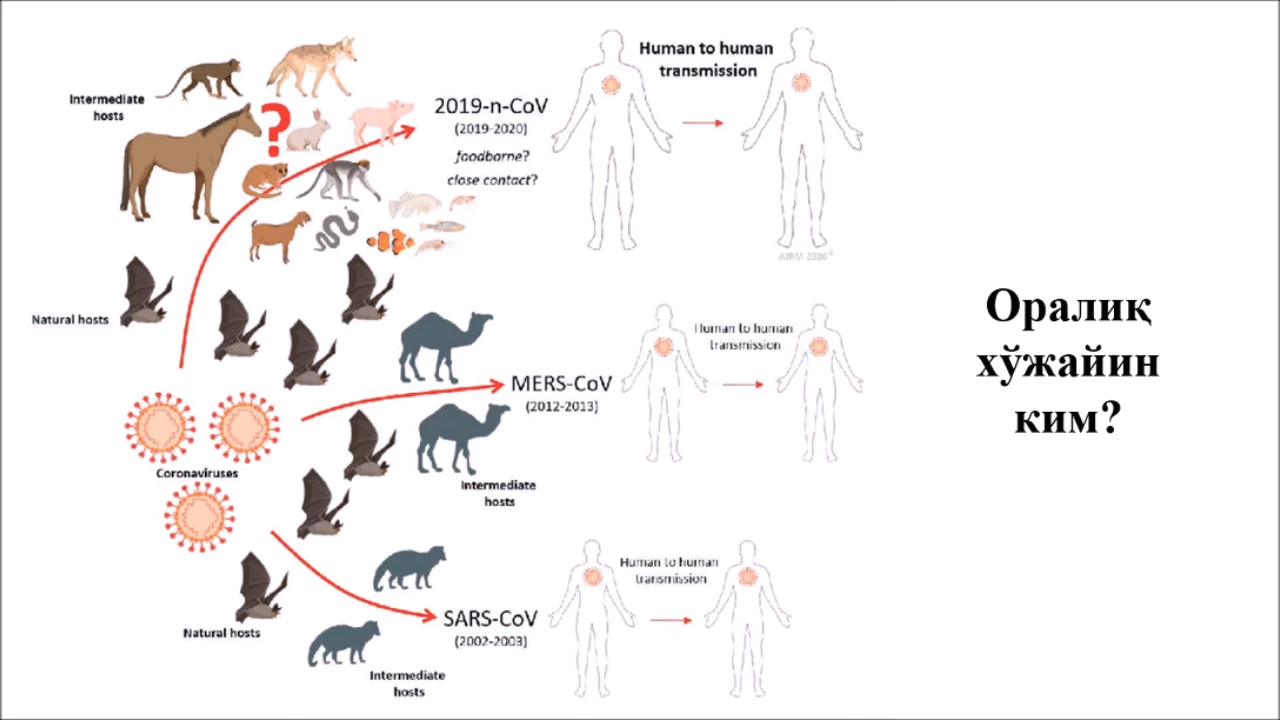 Human to human
transmission
Intermediate
hosts
?
2019-n-CoV
(2019-2020)
foodborne?
close contact?
AJRM 2020©
Natural hosts
Human to human
transmission
MERS-CoV
(2012-2013)
Coronaviruses
Intermediate
hosts
Human to human
transmission
SARS-CoV
(2002-2003)
Natural hosts
Intermediate
hosts
Оралиқ
хўжайин
ким?